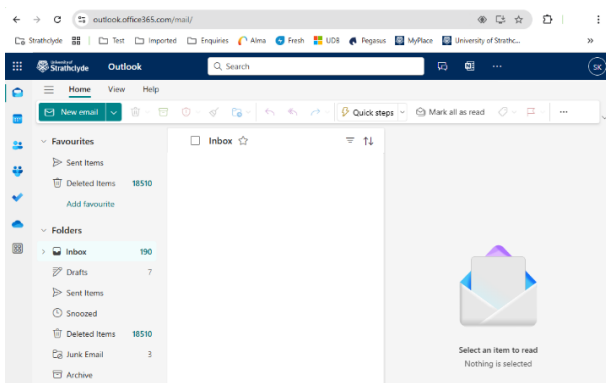 outlook.office365.com/mail/
Strathclyde Test Imported Enquiries Alma Fresh UDB Pegasus MyPlace University of Strathc... »
University of
Strathclyde Outlook Search ... SK
Home View Help
New email Quick steps Mark all as read ...
Favourites Inbox
Sent Items
Deleted Items 18510
Add favourite
Folders
Inbox 190
Drafts 7
Sent Items
Snoozed
Deleted Items 18510
Junk Email 3
Archive
Select an item to read
Nothing is selected